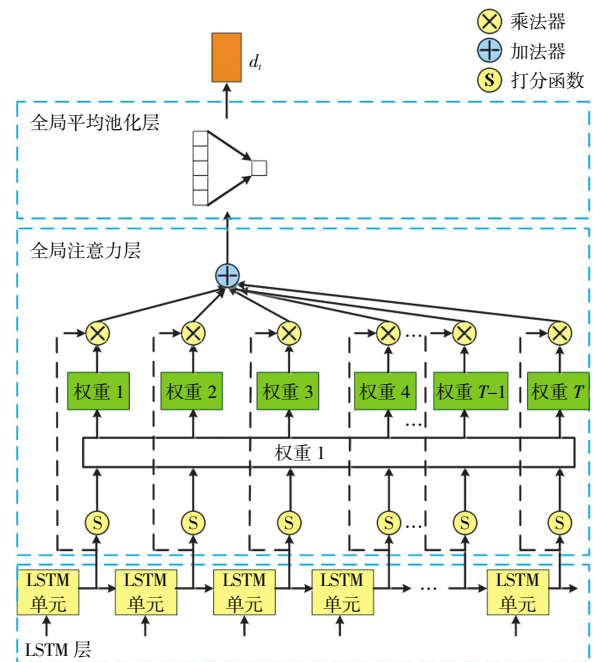 乘法器
加法器
S 打分函数
d_t
全局平均池化层
全局注意力层
权重 1
权重 2
权重 3
权重 4
权重 T-1
权重 T
…
…
权重 1
S
S
S
S
…
S
S
LSTM
单元
LSTM
单元
LSTM
单元
LSTM
单元
…
LSTM
单元
LSTM 层